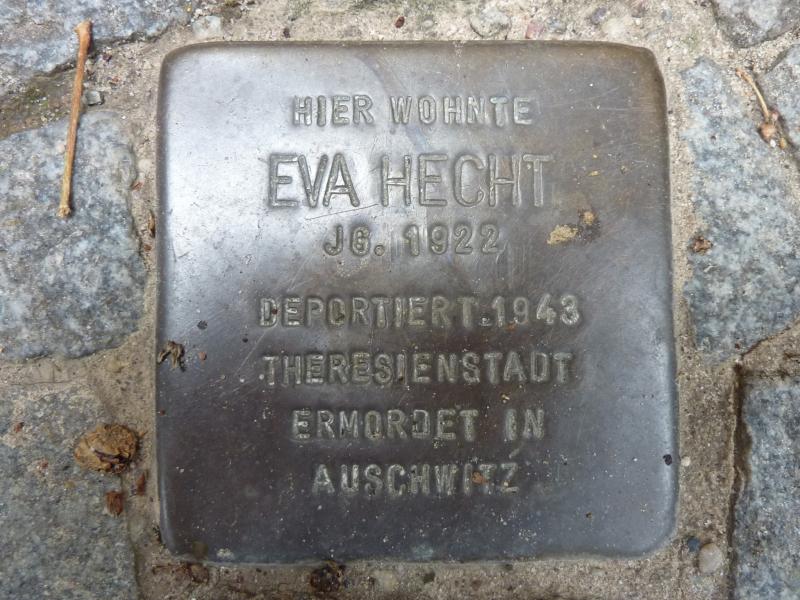 HIER WOHNTE
EVA HECHT
JG. 1922
DEPORTIERT 1943
THERESIENSTADT
ERMORDET IN
AUSCHWITZ